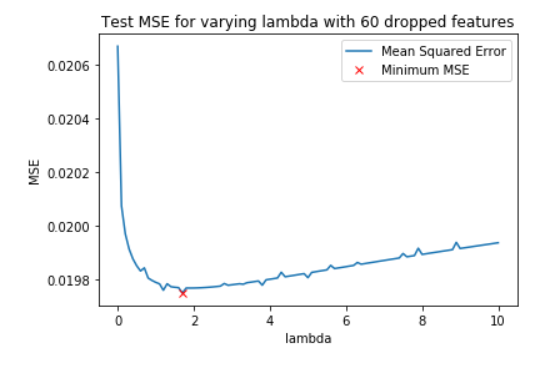 Test MSE for varying lambda with 60 dropped features
Mean Squared Error
Minimum MSE
0.0206
0.0204
0.0202
0.0200
0.0198
MSE
0 2 4 6 8 10
lambda